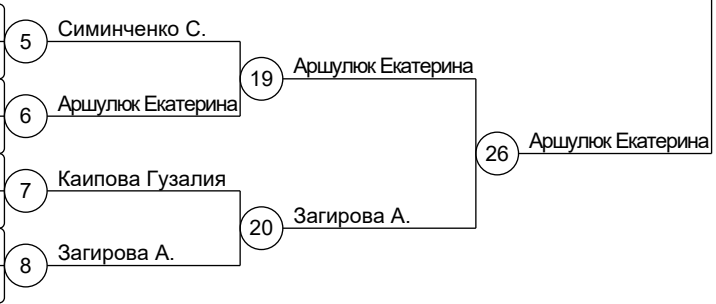 5 Симинченко С.
19 Аршулюк Екатерина
6 Аршулюк Екатерина
26 Аршулюк Екатерина
7 Каипова Гузалия
20 Загирова А.
8 Загирова А.